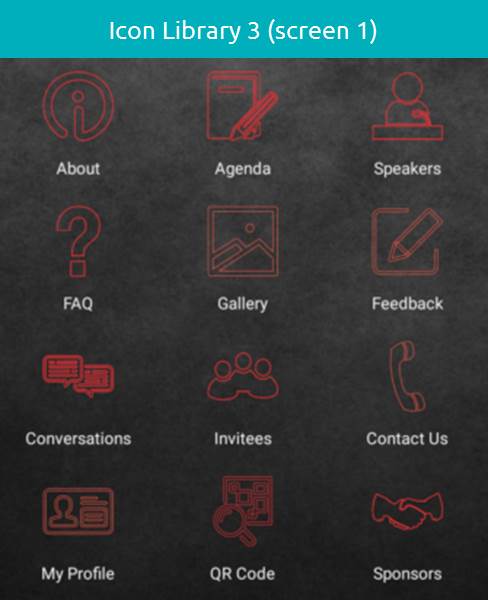 Icon Library 3 (screen 1)
About
Agenda
Speakers
FAQ
Gallery
Feedback
Conversations
Invitees
Contact Us
My Profile
QR Code
Sponsors